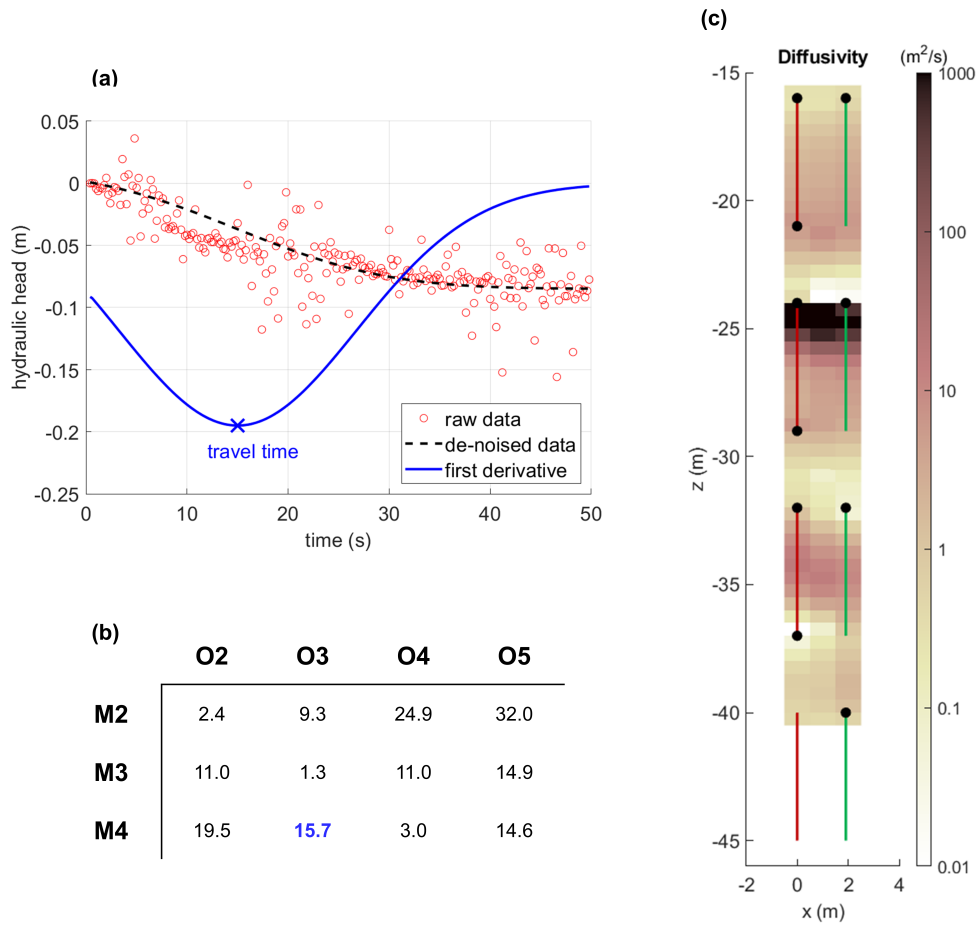 (a)
0.05
0
-0.05
-0.1
-0.15
-0.2
-0.25
hydraulic head (m)
0 10 20 30 40 50
time (s)
travel time
raw data
de-noised data
first derivative
(b)
O2 O3 O4 O5
M2 2.4 9.3 24.9 32.0
M3 11.0 1.3 11.0 14.9
M4 19.5 15.7 3.0 14.6
(c)
Diffusivity
(m²/s)
-15
-20
-25
-30
-35
-40
-45
z (m)
-2 0 2 4
x (m)
1000
100
10
1
0.1
0.01